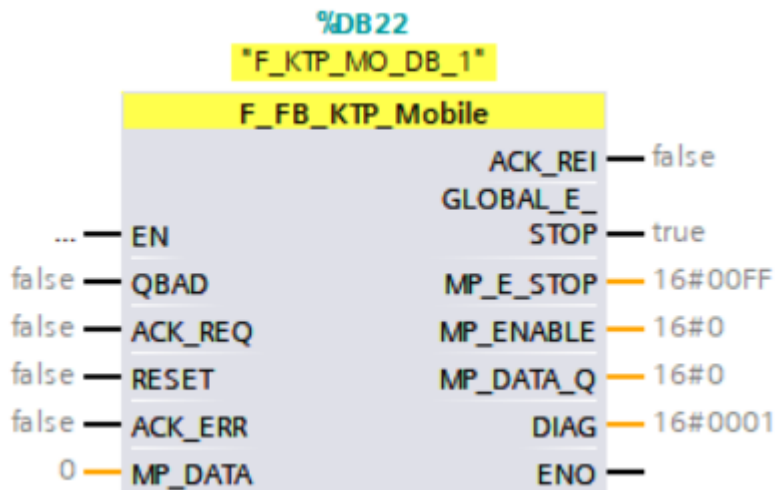 %DB22
"F_KTP_MO_DB_1"
F_FB_KTP_Mobile
ACK_REI false
GLOBAL_E_
... EN STOP true
false QBAD MP_E_STOP 16#00FF
false ACK_REQ MP_ENABLE 16#0
false RESET MP_DATA_Q 16#0
false ACK_ERR DIAG 16#0001
0 MP_DATA ENO